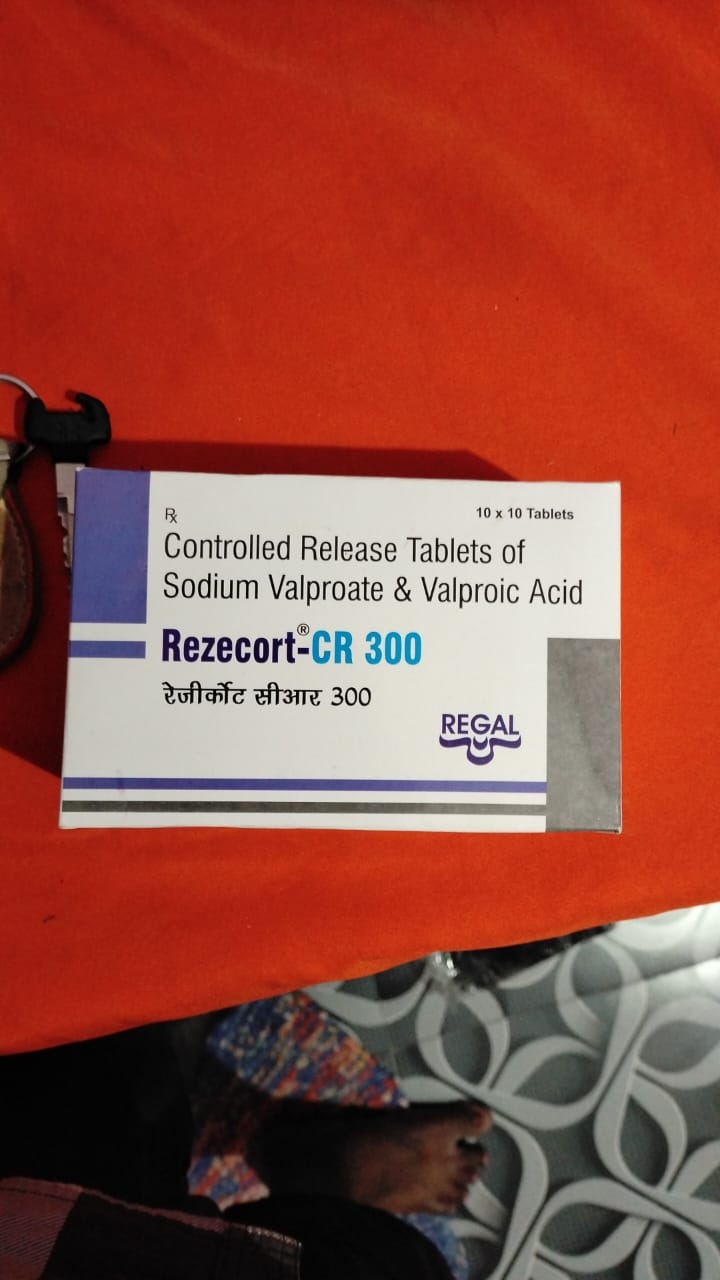 Rx
10 x 10 Tablets
Controlled Release Tablets of
Sodium Valproate & Valproic Acid
Rezecort®-CR 300
रेजीर्कोट सीआर 300
REGAL